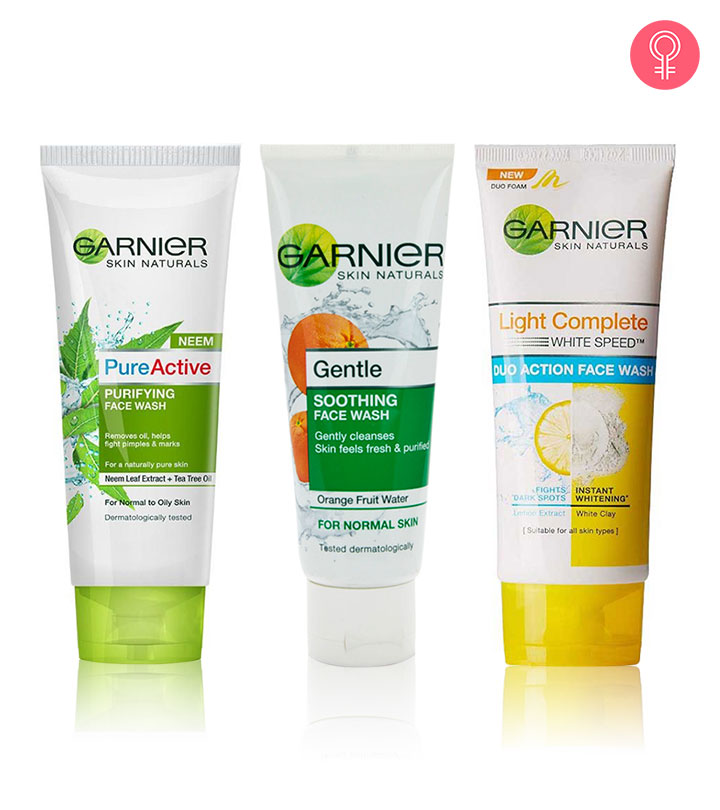 GARNIER
SKIN NATURALS
NEEM
PureActive
PURIFYING
FACE WASH
Removes oil, helps
fight pimples & marks
For a naturally pure skin
Neem Leaf Extract + Tea Tree Oil
For Normal to Oily Skin
Dermatologically tested
GARNIER
SKIN NATURALS
Gentle
SOOTHING
FACE WASH
Gently cleanses
Skin feels fresh & purified
Orange Fruit Water
FOR NORMAL SKIN
Tested dermatologically
NEW
DUO FOAM
GARNIER
SKIN NATURALS
Light Complete
WHITE SPEED™
DUO ACTION FACE WASH
FIGHTS
DARK SPOTS
Lemon Extract
INSTANT
WHITENING*
White Clay
[ Suitable for all skin types ]